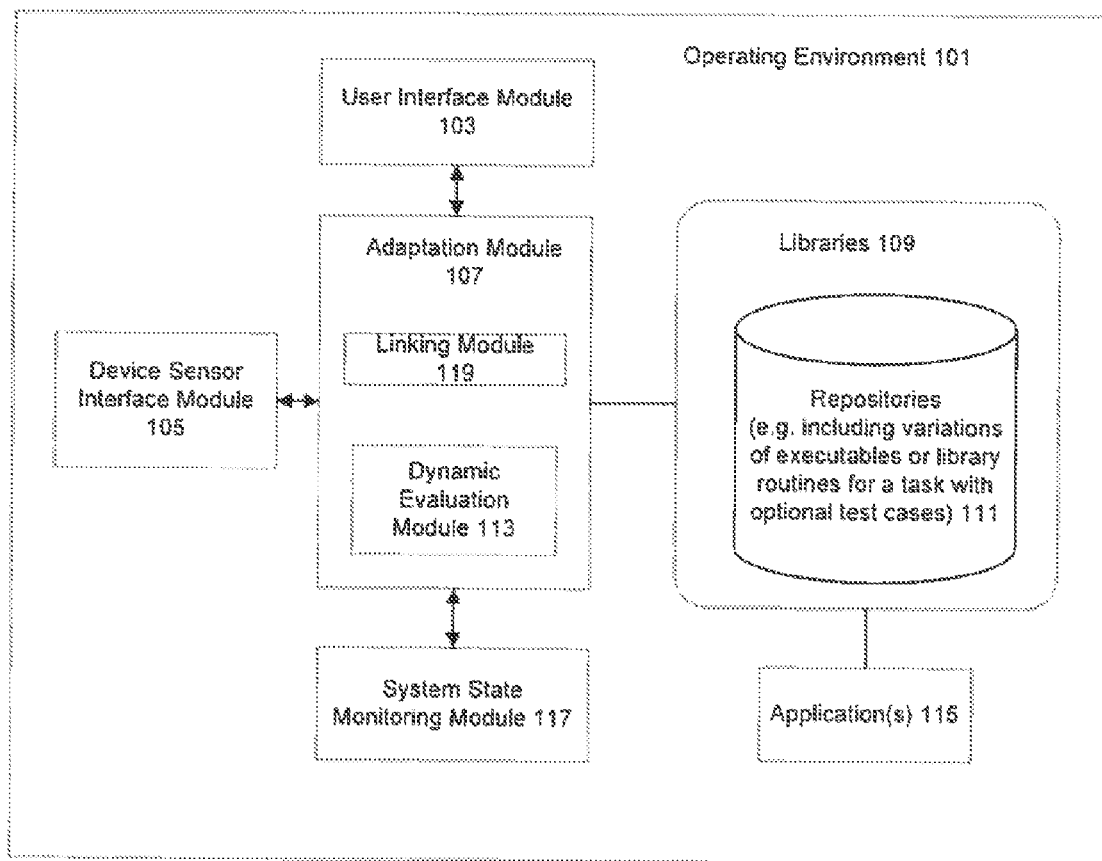 Operating Environment 101
User Interface Module
103
Adaptation Module
107
Linking Module
119
Dynamic
Evaluation
Module 113
Device Sensor
Interface Module
105
System State
Monitoring Module 117
Libraries 109
Repositories
(e.g. including variations
of executables or library
routines for a task with
optional test cases) 111
Application(s) 115